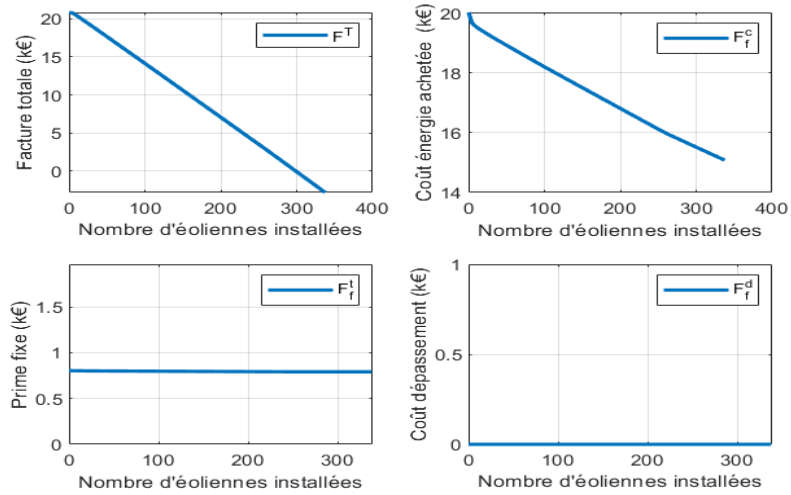 Facture totale (k€)
20
15
10
5
0
F^T
0 100 200 300 400
Nombre d'éoliennes installées
Coût énergie achetée (k€)
20
18
16
14
F_f^c
0 100 200 300 400
Nombre d'éoliennes installées
Prime fixe (k€)
1.5
1
0.5
0
F_f^t
0 100 200 300
Nombre d'éoliennes installées
Coût dépassement (k€)
1
0.5
0
F_f^d
0 100 200 300
Nombre d'éoliennes installées